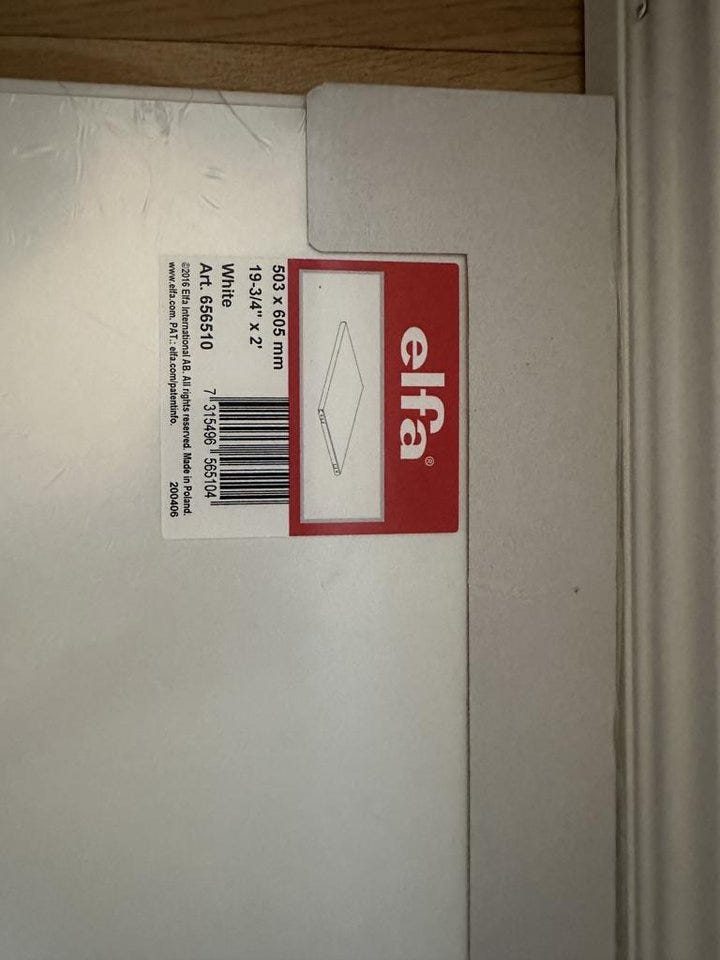 elfa®
503 x 605 mm
19-3/4" x 2'
White
Art. 656510
7 315496 565104
©2016 Elfa International AB. All rights reserved. Made in Poland.
www.elfa.com. PAT.: elfa.com/patentinfo.
200406